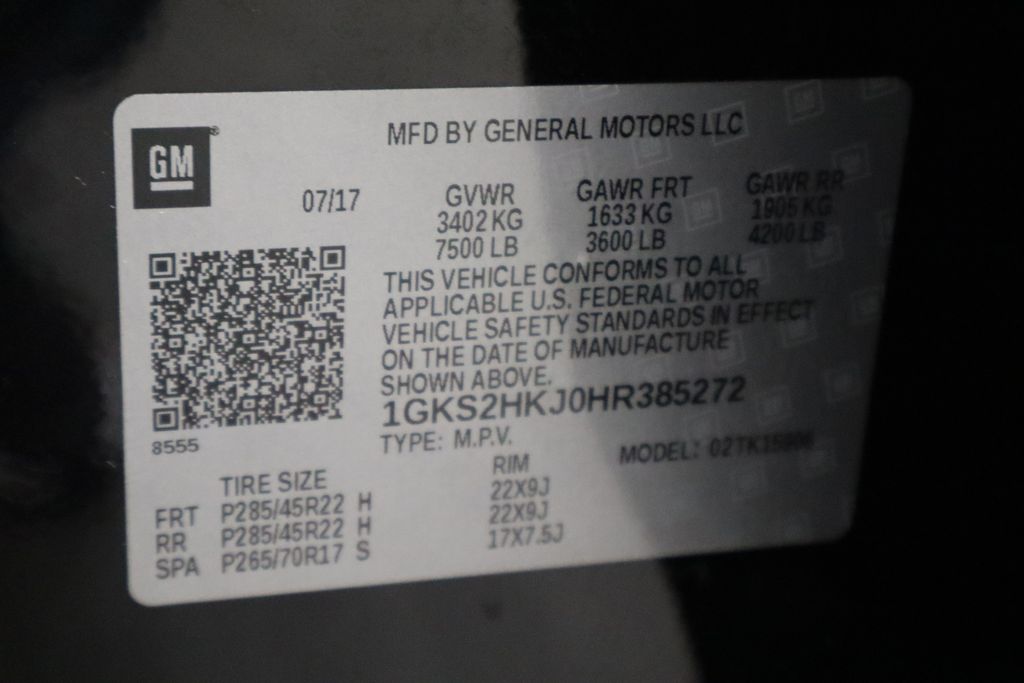 GM®
MFD BY GENERAL MOTORS LLC
07/17 GVWR GAWR FRT GAWR RR
3402 KG 1633 KG 1905 KG
7500 LB 3600 LB 4200 LB
THIS VEHICLE CONFORMS TO ALL
APPLICABLE U.S. FEDERAL MOTOR
VEHICLE SAFETY STANDARDS IN EFFECT
ON THE DATE OF MANUFACTURE
SHOWN ABOVE.
1GKS2HKJ0HR385272
8555
TYPE: M.P.V. MODEL:
TIRE SIZE RIM
FRT P285/45R22 H 22X9J
RR P285/45R22 H 22X9J
SPA P265/70R17 S 17X7.5J